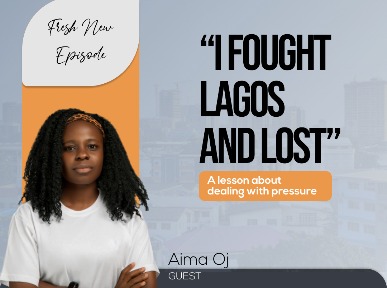 Fresh New
Episode
“I FOUGHT
LAGOS
AND LOST”
A lesson about
dealing with pressure
Aima Oj
GUEST